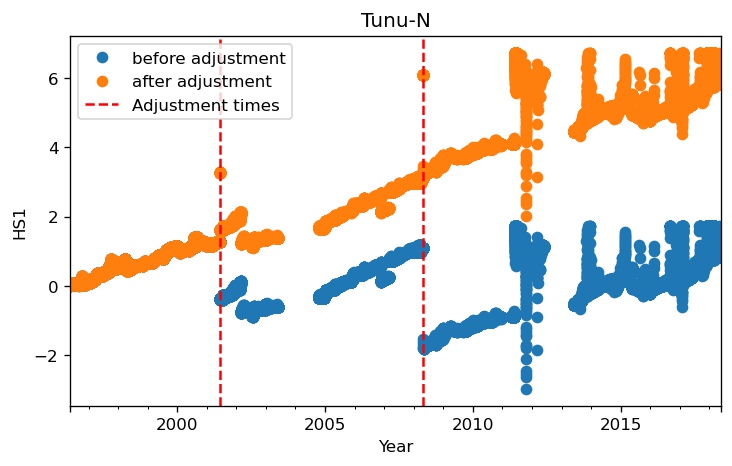 Tunu-N
before adjustment
after adjustment
Adjustment times
HS1
6
4
2
0
−2
2000 2005 2010 2015
Year